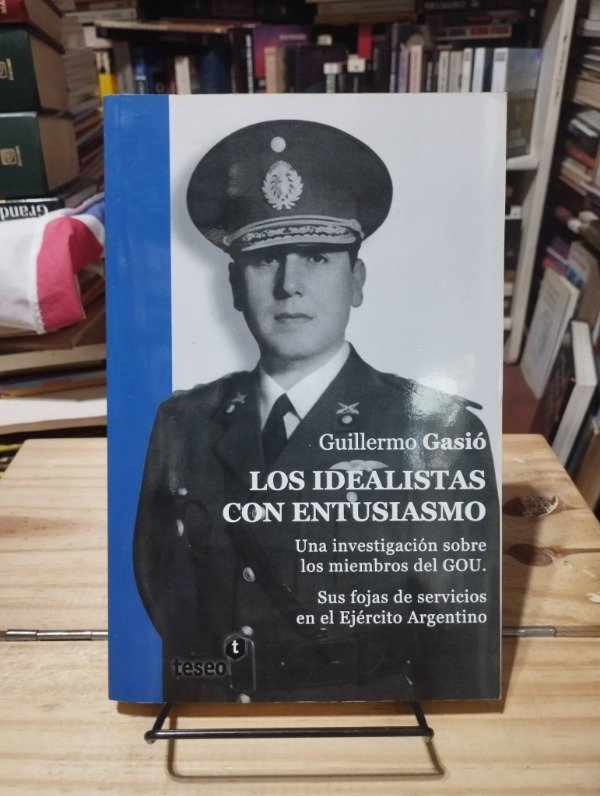 Guillermo Gasió
LOS IDEALISTAS
CON ENTUSIASMO
Una investigación sobre
los miembros del GOU.
Sus fojas de servicios
en el Ejército Argentino
t
teseo
Grand